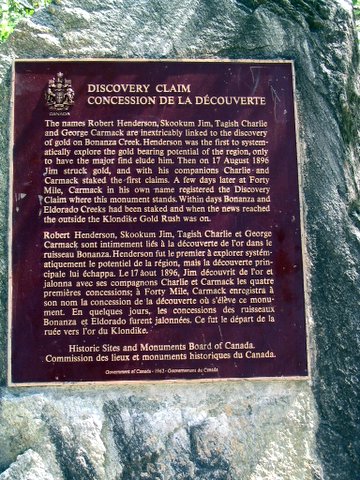 CANADA
DISCOVERY CLAIM
CONCESSION DE LA DÉCOUVERTE
The names Robert Henderson, Skookum Jim, Tagish Charlie
and George Carmack are inextricably linked to the discovery
of gold on Bonanza Creek. Henderson was the first to system-
atically explore the gold bearing potential of the region, only
to have the major find elude him. Then on 17 August 1896
Jim struck gold, and with his companions Charlie and
Carmack staked the first claims. A few days later at Forty
Mile, Carmack in his own name registered the Discovery
Claim where this monument stands. Within days Bonanza and
Eldorado Creeks had been staked and when the news reached
the outside the Klondike Gold Rush was on.
Robert Henderson, Skookum Jim, Tagish Charlie et George
Carmack sont intimement liés à la découverte de l'or dans le
ruisseau Bonanza. Henderson fut le premier à explorer systém-
atiquement le potentiel de la région, mais la découverte prin-
cipale lui échappa. Le 17 août 1896, Jim découvrit de l'or et
jalonna avec ses compagnons Charlie et Carmack les quatre
premières concessions; à Forty Mile, Carmack enregistra à
son nom la concession de la découverte où s'élève ce monu-
ment. En quelques jours, les concessions des ruisseaux
Bonanza et Eldorado furent jalonnées. Ce fut le départ de la
ruée vers l'or du Klondike.
Historic Sites and Monuments Board of Canada.
Commission des lieux et monuments historiques du Canada.
Government of Canada - 1962 - Gouvernement du Canada